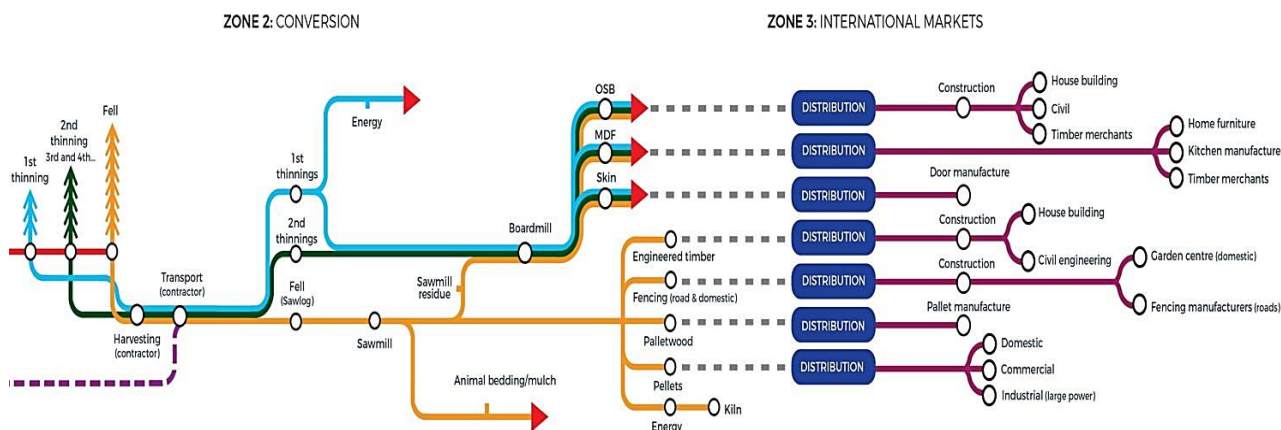 ZONE 2: CONVERSION
ZONE 3: INTERNATIONAL MARKETS
1st
thinning
2nd
thinning
3rd and 4th...
Fell
Harvesting
(contractor)
Transport
(contractor)
1st
thinnings
2nd
thinnings
Fell
(Sawlog)
Energy
Sawmill
Sawmill
residue
Animal bedding/mulch
Boardmill
OSB
MDF
Skin
Engineered timber
Fencing (road & domestic)
Palletwood
Pellets
Energy
Kiln
DISTRIBUTION
Construction
House building
Civil
Timber merchants
DISTRIBUTION
Home furniture
Kitchen manufacture
Timber merchants
DISTRIBUTION
Door manufacture
DISTRIBUTION
Construction
House building
Civil engineering
DISTRIBUTION
Construction
Garden centre (domestic)
Fencing manufacturers (roads)
DISTRIBUTION
Pallet manufacture
DISTRIBUTION
Domestic
Commercial
Industrial (large power)